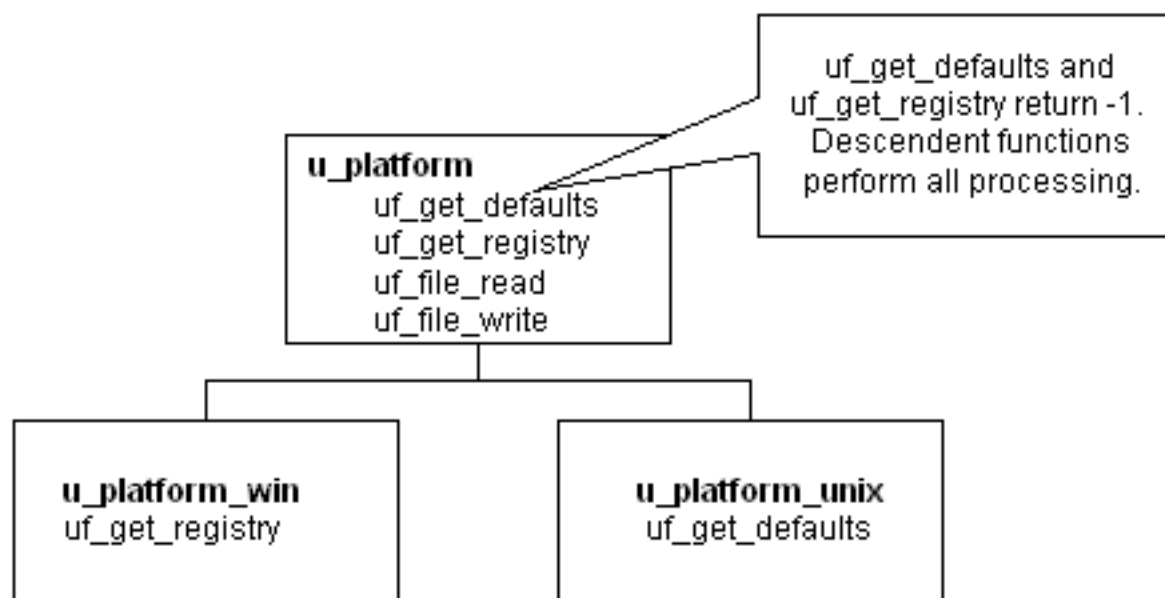 uf_get_defaults and
uf_get_registry return -1.
Descendent functions
perform all processing.
u_platform
uf_get_defaults
uf_get_registry
uf_file_read
uf_file_write
u_platform_win
uf_get_registry
u_platform_unix
uf_get_defaults